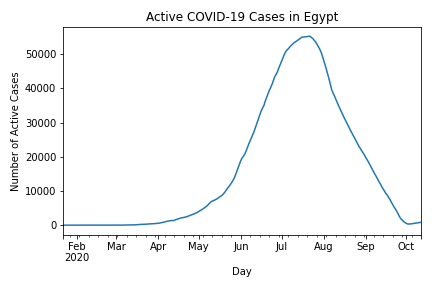 Active COVID-19 Cases in Egypt
Number of Active Cases
50000
40000
30000
20000
10000
0
Feb Mar Apr May Jun Jul Aug Sep Oct
2020
Day